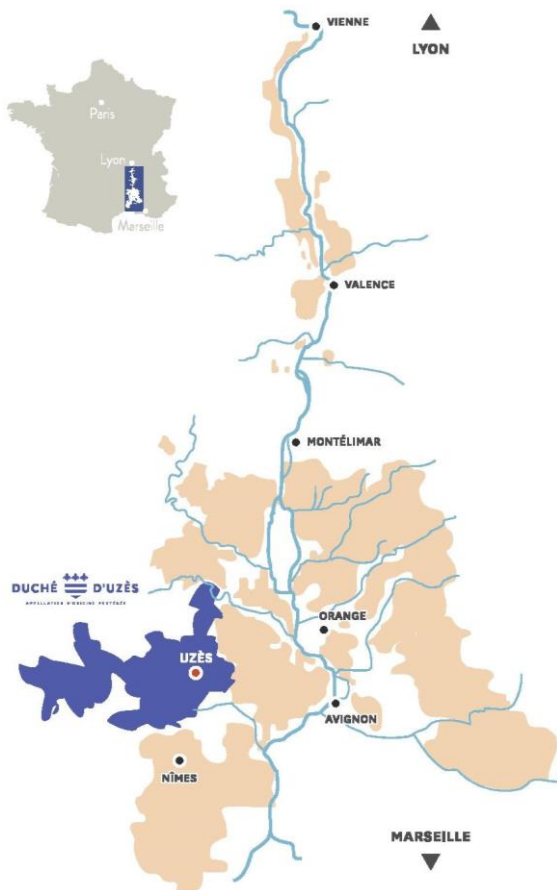 VIENNE
LYON
Paris
Lyon
Marseille
VALENCE
MONTÉLIMAR
DUCHÉ D'UZÈS
APPELLATION D'ORIGINE PROTÉGÉE
ORANGE
UZÈS
AVIGNON
NÎMES
MARSEILLE